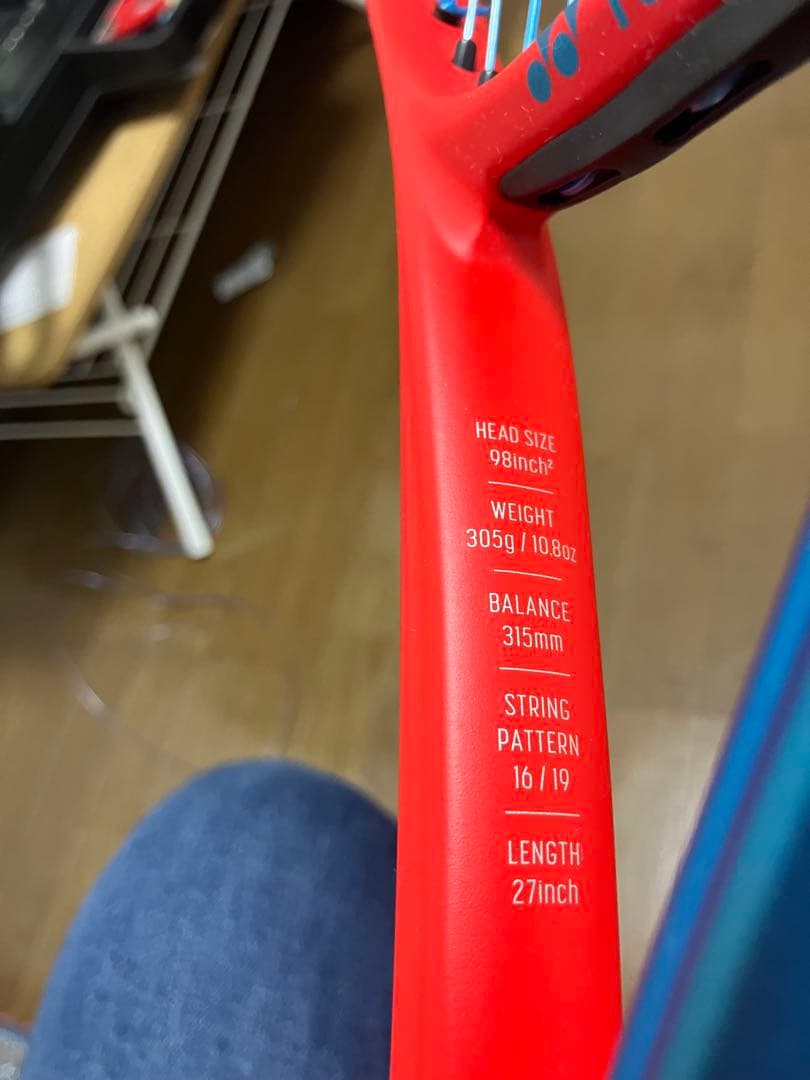 HEAD SIZE
98inch²
WEIGHT
305g / 10.8oz
BALANCE
315mm
STRING
PATTERN
16 / 19
LENGTH
27inch